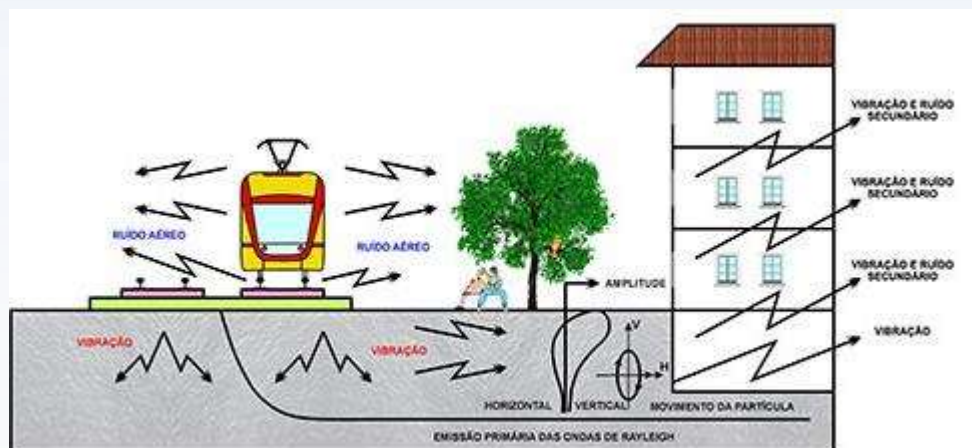 VIBRAÇÃO E RUÍDO
SECUNDÁRIO
VIBRAÇÃO E RUÍDO
SECUNDÁRIO
RUÍDO AÉREO
RUÍDO AÉREO
VIBRAÇÃO E RUÍDO
SECUNDÁRIO
AMPLITUDE
V
VIBRAÇÃO
VIBRAÇÃO
VIBRAÇÃO
H
HORIZONTAL
VERTICAL
MOVIMENTO DA PARTÍCULA
EMISSÃO PRIMÁRIA DAS ONDAS DE RAYLEIGH